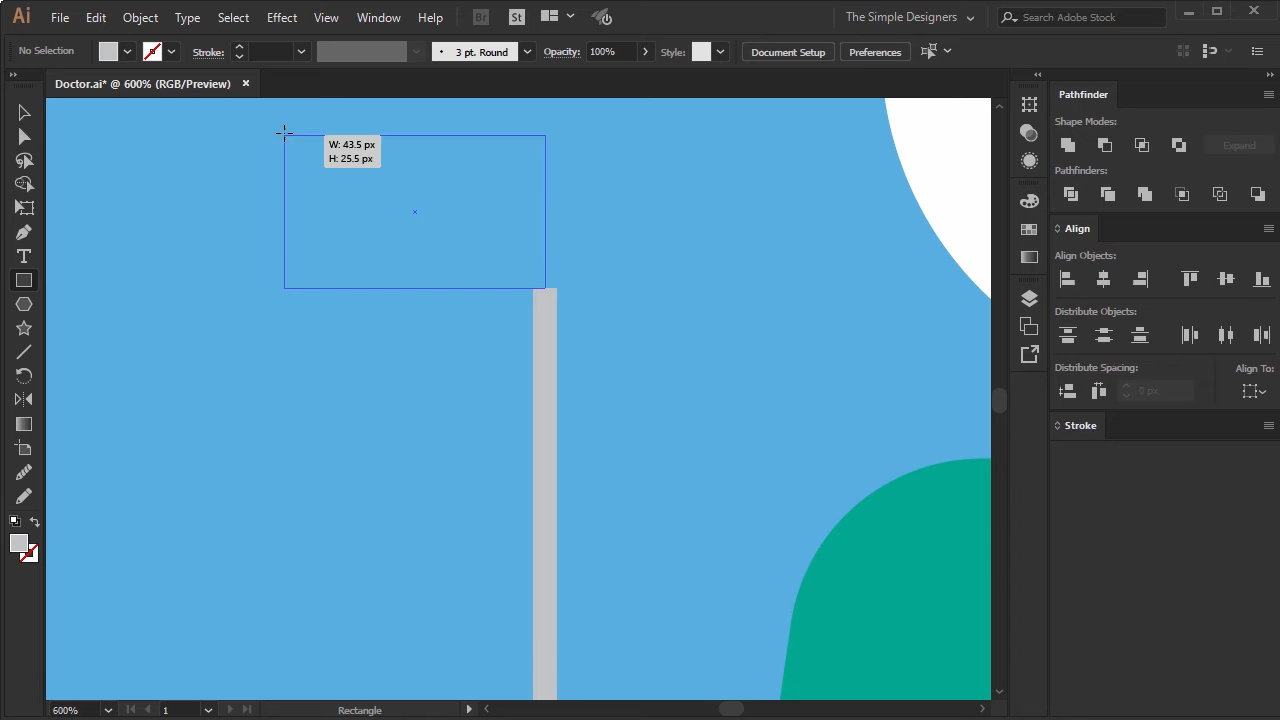 Ai File Edit Object Type Select Effect View Window Help Br St The Simple Designers Search Adobe Stock
No Selection Stroke: 3 pt. Round Opacity: 100% Style: Document Setup Preferences
Doctor.ai* @ 600% (RGB/Preview) ×
W: 43.5 px
H: 25.5 px
Pathfinder
Shape Modes:
Expand
Pathfinders:
Align
Align Objects:
Distribute Objects:
Distribute Spacing: Align To:
0 px
Stroke
600% 1 Rectangle